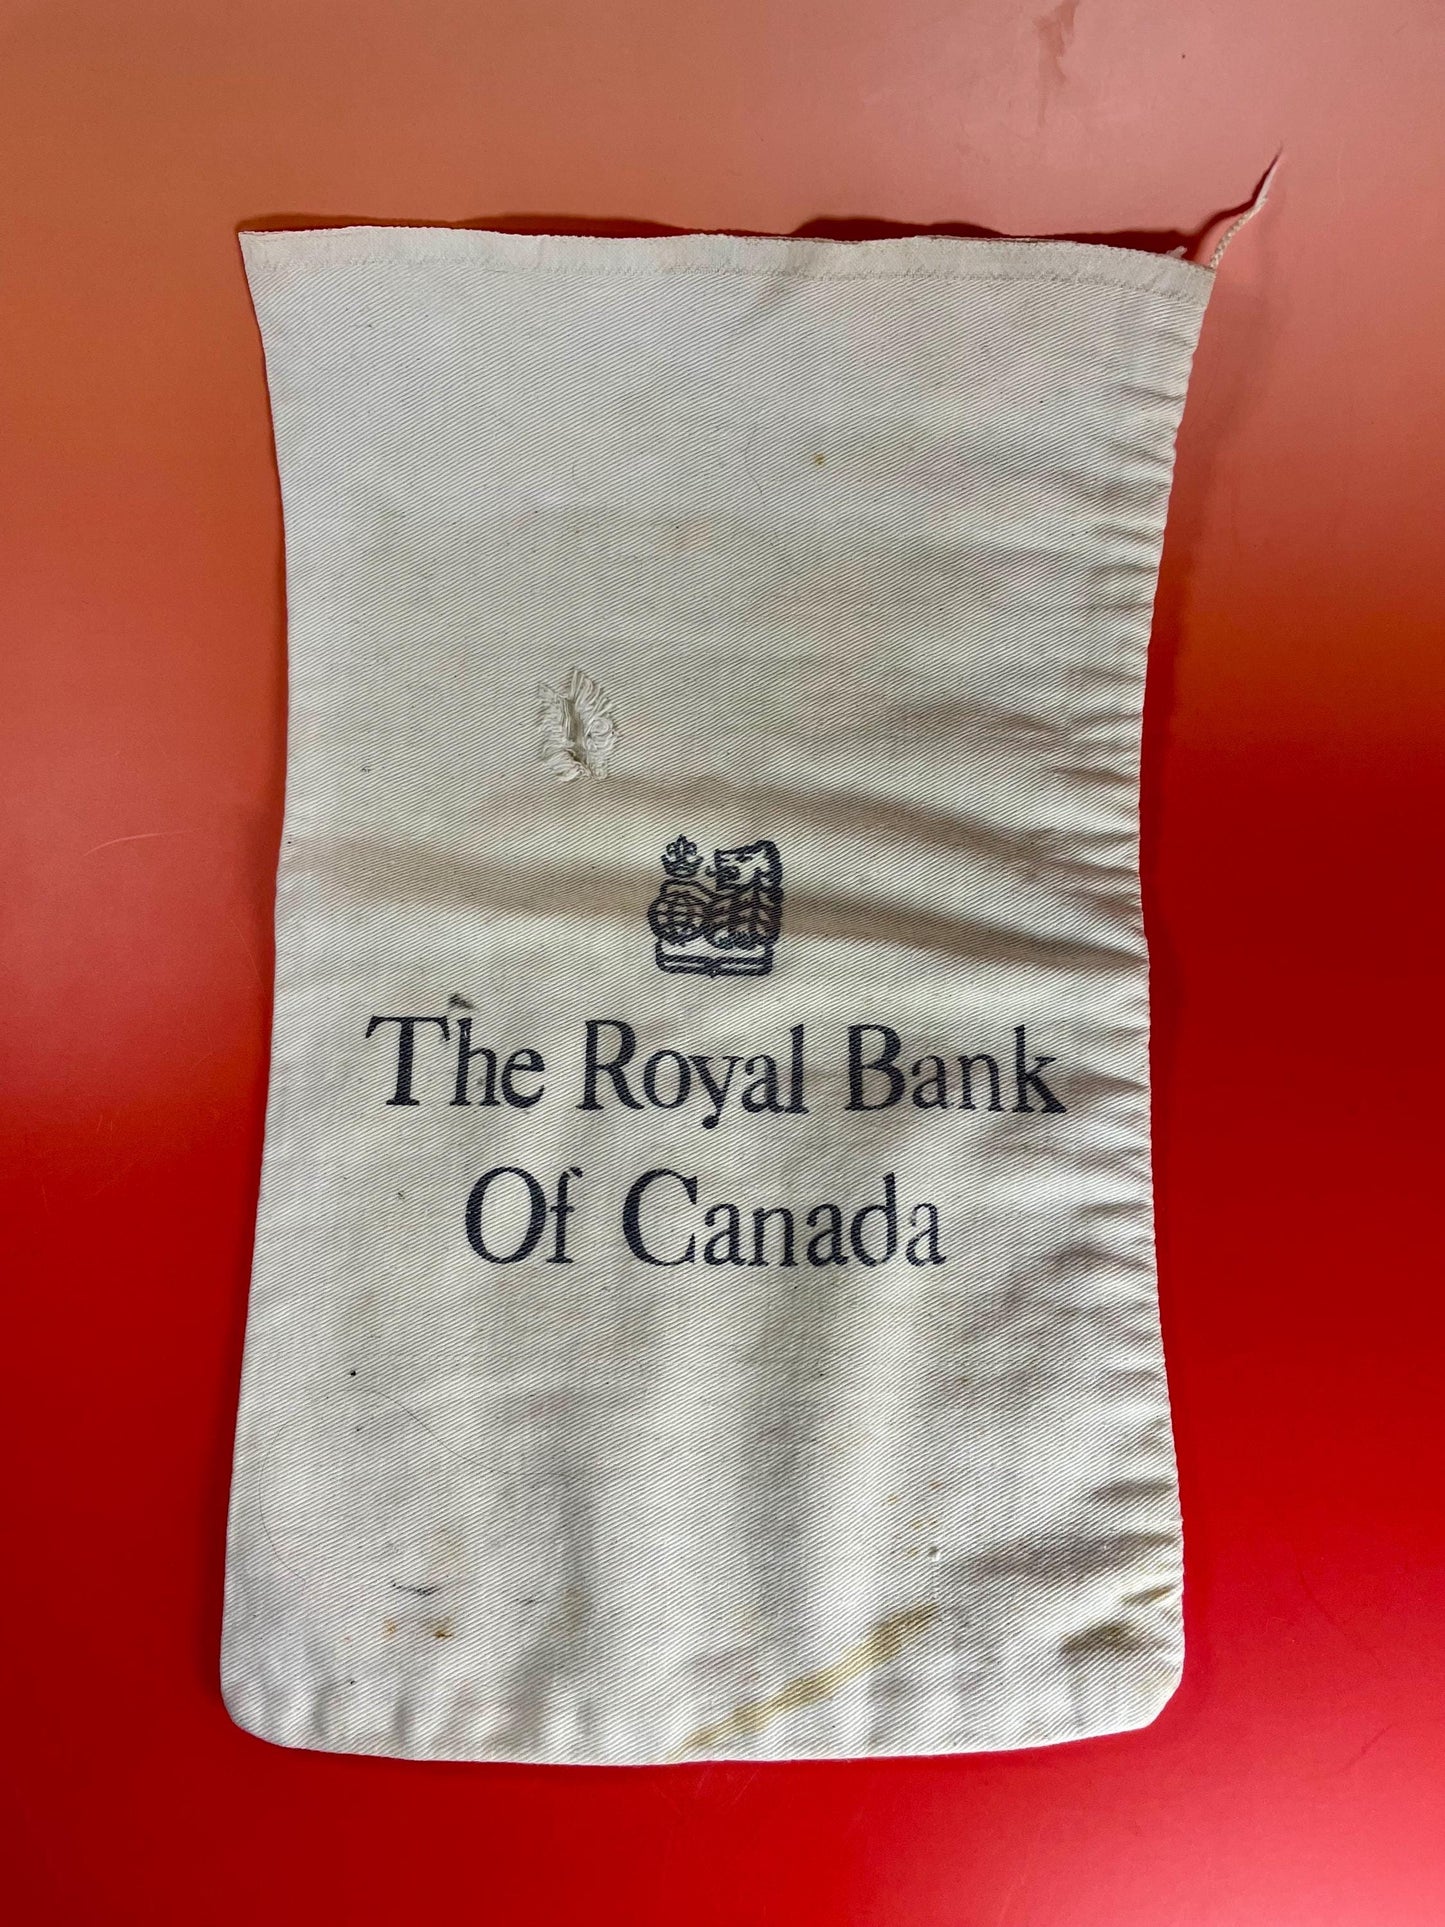 The Royal Bank
Of Canada